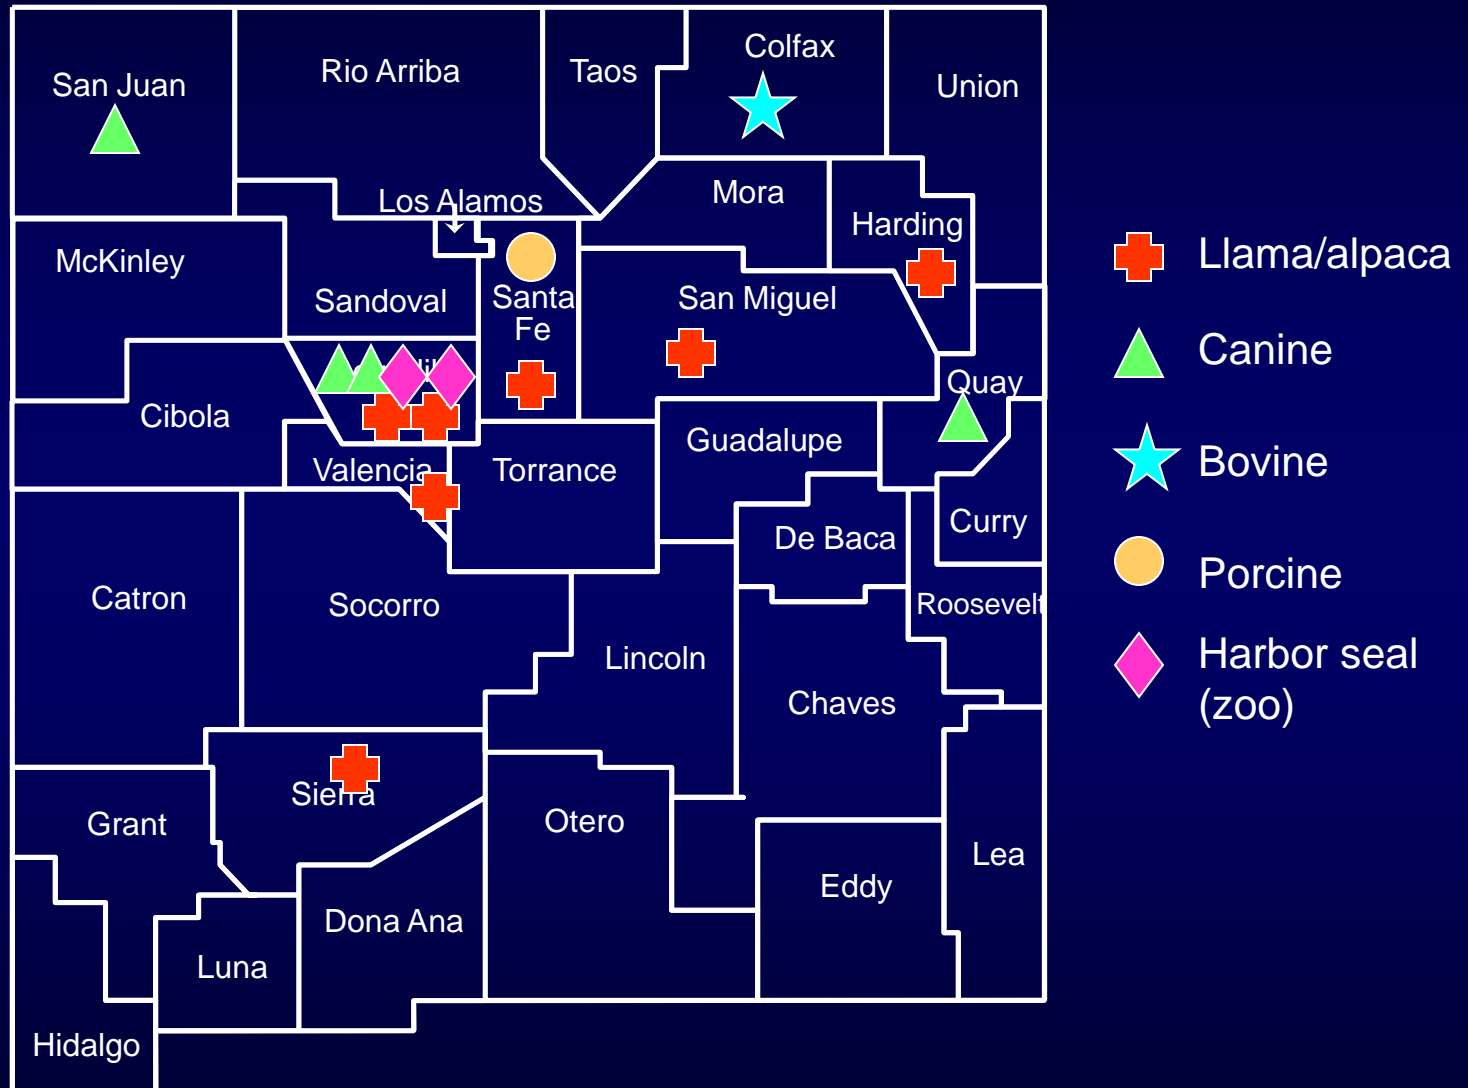 Colfax
San Juan
Rio Arriba
Taos
Union
Los Alamos
Mora
Harding
McKinley
Sandoval
Santa
Fe
San Miguel
Quay
Cibola
Guadalupe
Valencia
Torrance
Curry
De Baca
Catron
Socorro
Roosevelt
Lincoln
Chaves
Sierra
Grant
Otero
Lea
Eddy
Dona Ana
Luna
Hidalgo
Llama/alpaca
Canine
Bovine
Porcine
Harbor seal
(zoo)